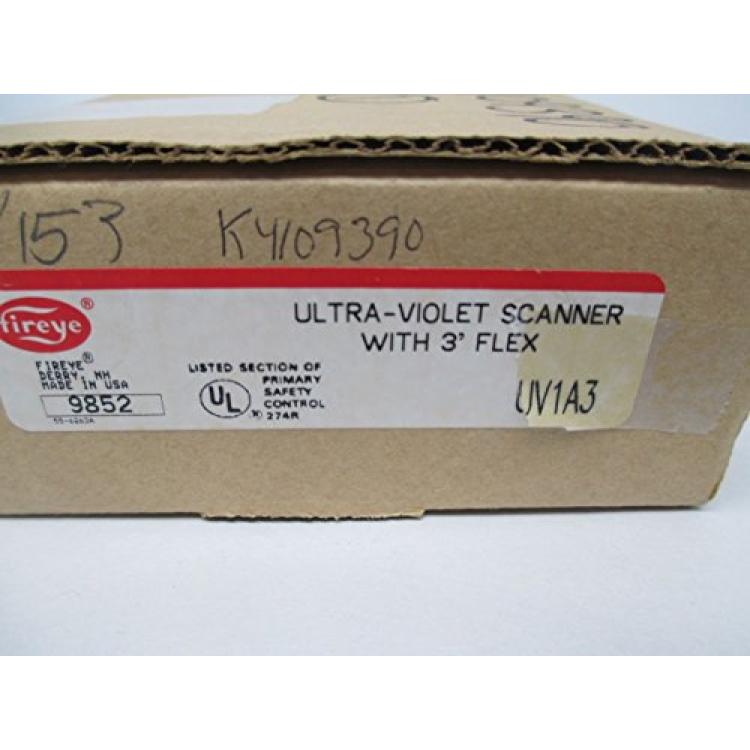 153 K4109390
fireye®
ULTRA-VIOLET SCANNER
WITH 3' FLEX
FIREYE®
DERRY, NH
MADE IN USA
9852
LISTED SECTION OF
PRIMARY
SAFETY
CONTROL
274R
UL ®
UV1A3